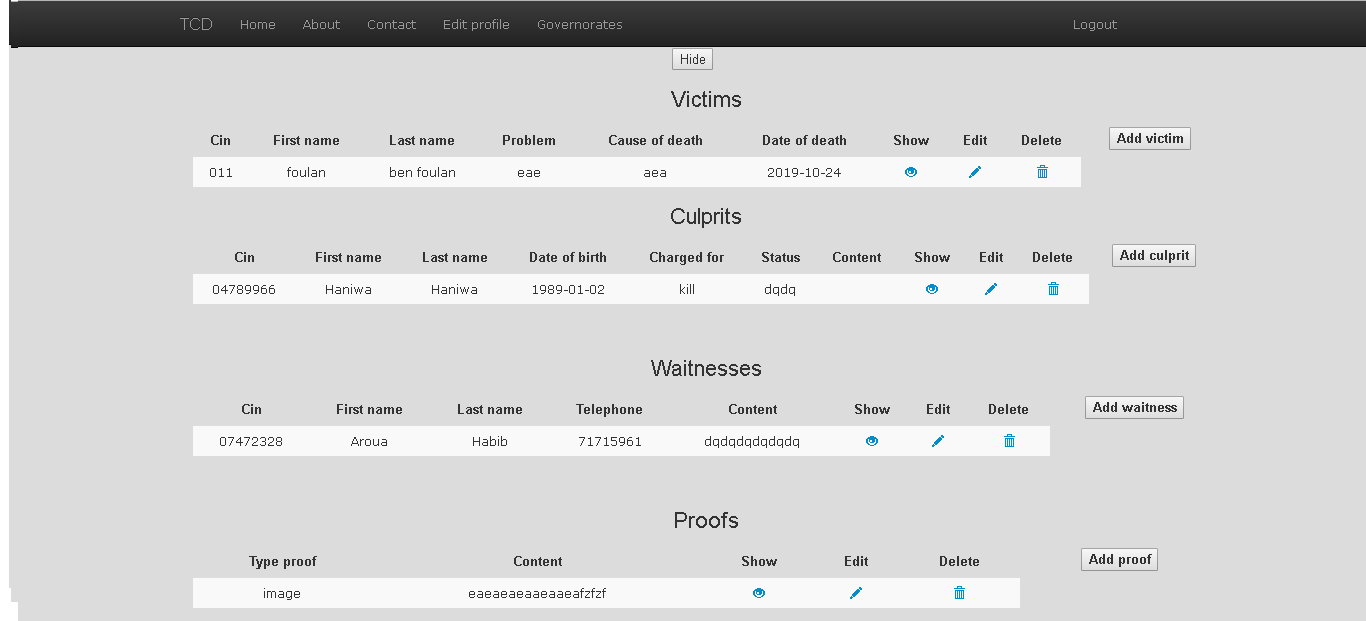 TCD Home About Contact Edit profile Governorates Logout
Hide
Victims
Cin First name Last name Problem Cause of death Date of death Show Edit Delete Add victim
011 foulan ben foulan eae aea 2019-10-24
Culprits
Cin First name Last name Date of birth Charged for Status Content Show Edit Delete Add culprit
04789966 Haniwa Haniwa 1989-01-02 kill dqdq
Waitnesses
Cin First name Last name Telephone Content Show Edit Delete Add waitness
07472328 Aroua Habib 71715961 dqdqdqdqdqdq
Proofs
Type proof Content Show Edit Delete Add proof
image eaeaeaeaaeaeafzfzf